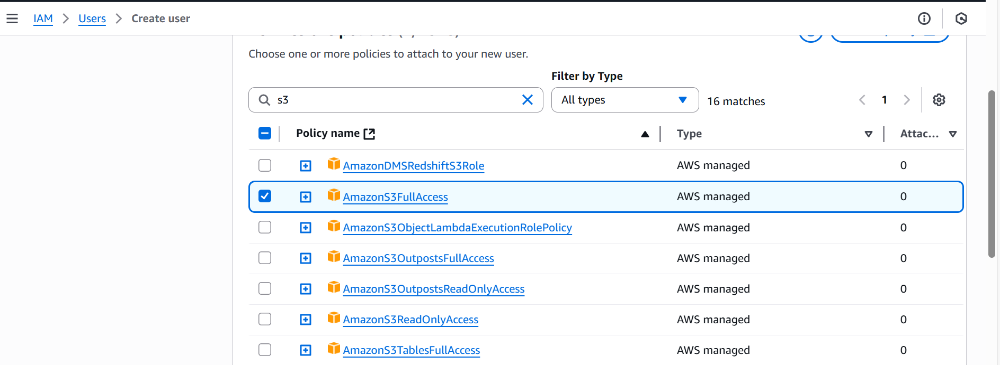 IAM > Users > Create user
Choose one or more policies to attach to your new user.
Filter by Type
s3
All types
16 matches
1
Policy name
Type
Attac...
AmazonDMSRedshiftS3Role AWS managed 0
AmazonS3FullAccess AWS managed 0
AmazonS3ObjectLambdaExecutionRolePolicy AWS managed 0
AmazonS3OutpostsFullAccess AWS managed 0
AmazonS3OutpostsReadOnlyAccess AWS managed 0
AmazonS3ReadOnlyAccess AWS managed 0
AmazonS3TablesFullAccess AWS managed 0